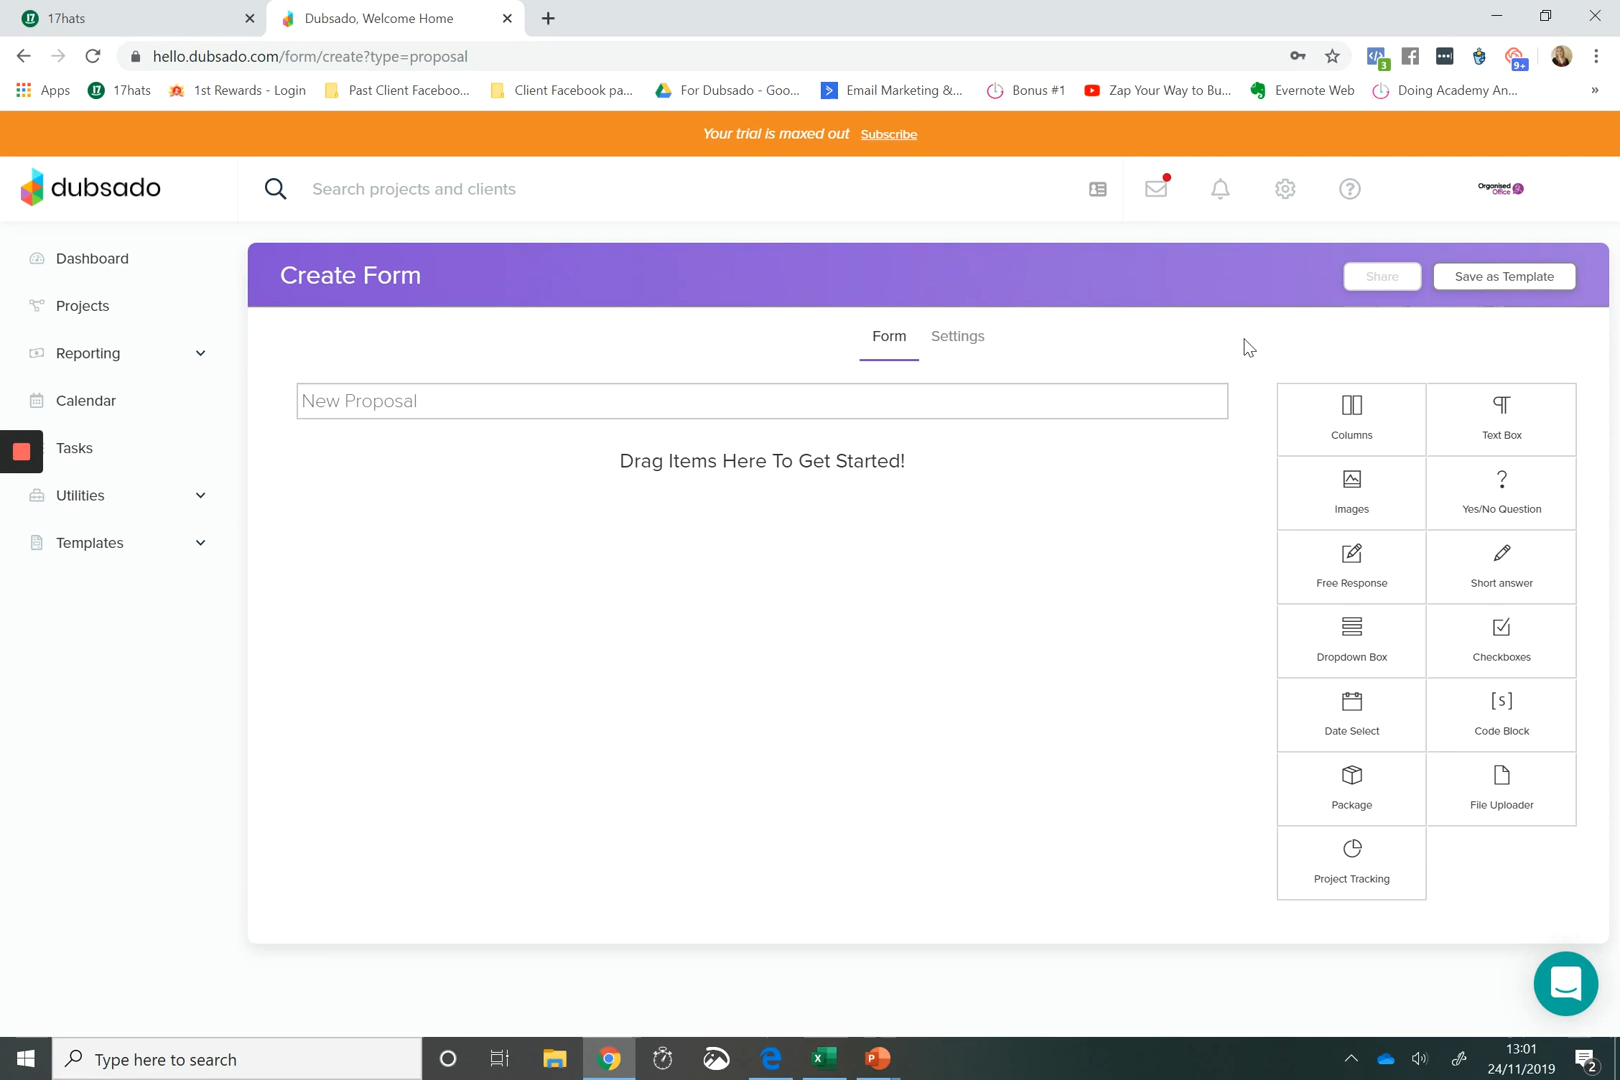 17hats
Dubsado, Welcome Home
hello.dubsado.com/form/create?type=proposal
3
9+
Apps
17hats
1st Rewards - Login
Past Client Faceboo...
Client Facebook pa...
For Dubsado - Goo...
Email Marketing &...
Bonus #1
Zap Your Way to Bu...
Evernote Web
Doing Academy An...
»
Your trial is maxed out Subscribe
dubsado
Search projects and clients
Organised
Office
Dashboard
Projects
Reporting
Calendar
Tasks
Utilities
Templates
Create Form
Share
Save as Template
Form
Settings
New Proposal
Drag Items Here To Get Started!
Columns
Text Box
Images
Yes/No Question
Free Response
Short answer
Dropdown Box
Checkboxes
Date Select
[s]
Code Block
Package
File Uploader
Project Tracking
Type here to search
13:01
24/11/2019
2